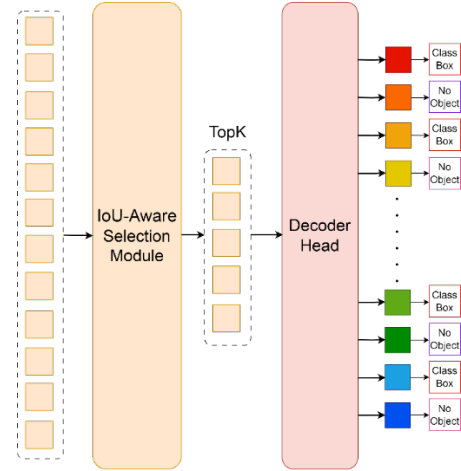 TopK
IoU-Aware
Selection
Module
Decoder
Head
Class
Box
No
Object
Class
Box
No
Object
Class
Box
No
Object
Class
Box
No
Object